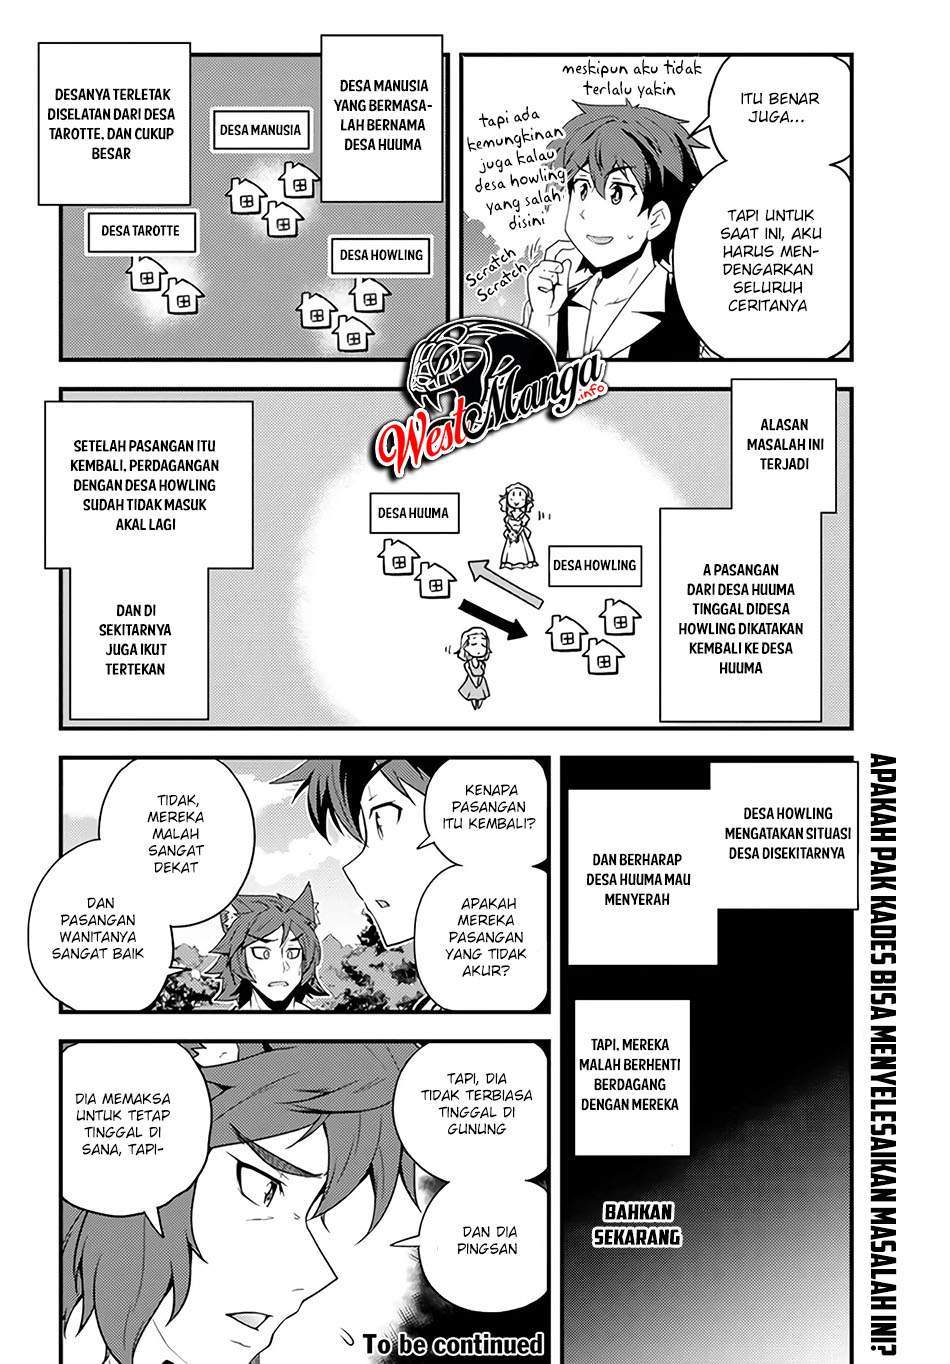 ITU BENAR
JUGA...
TAPI UNTUK
SAAT INI, AKU
HARUS MEN-
DENGARKAN
SELURUH
CERITANYA
meskipun aku tidak
terlalu yakin
tapi ada
kemungkinan
juga kalau
desa howling
yang salah
disini
Scratch
Scratch
DESA MANUSIA
YANG BERMASA-
LAH BERNAMA
DESA HUUMA
DESANYA TERLETAK
DISELATAN DARI DESA
TAROTTE, DAN CUKUP
BESAR
DESA MANUSIA
DESA TAROTTE
DESA HOWLING
WestManga
.info
ALASAN
MASALAH INI
TERJADI
A PASANGAN
DARI DESA HUUMA
TINGGAL DIDESA
HOWLING DIKATAKAN
KEMBALI KE DESA
HUUMA
DESA HUUMA
DESA HOWLING
SETELAH PASANGAN ITU
KEMBALI, PERDAGANGAN
DENGAN DESA HOWLING
SUDAH TIDAK MASUK
AKAL LAGI
DAN DI
SEKITARNYA
JUGA IKUT
TERTEKAN
DESA HOWLING
MENGATAKAN SITUASI
DESA DISEKITARNYA
DAN BERHARAP
DESA HUUMA MAU
MENYERAH
TAPI, MEREKA
MALAH BERHENTI
BERDAGANG
DENGAN MEREKA
BAHKAN
SEKARANG
KENAPA
PASANGAN
ITU KEMBALI?
APAKAH
MEREKA
PASANGAN
YANG TIDAK
AKUR?
TIDAK,
MEREKA
MALAH
SANGAT
DEKAT
DAN
PASANGAN
WANITANYA
SANGAT BAIK
TAPI, DIA
TIDAK TERBIASA
TINGGAL DI
GUNUNG
DAN DIA
PINGSAN
DIA MEMAKSA
UNTUK TETAP
TINGGAL DI
SANA, TAPI-
To be continued
APAKAH PAK KADES BISA MENYELESAIKAN MASALAH INI?